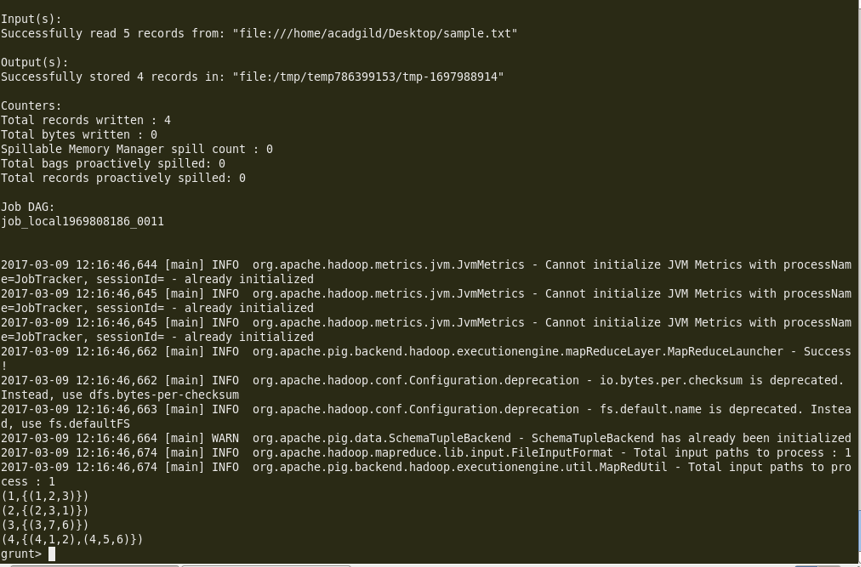 Input(s):
Successfully read 5 records from: "file:///home/acadgild/Desktop/sample.txt"
Output(s):
Successfully stored 4 records in: "file:/tmp/temp786399153/tmp-1697988914"
Counters:
Total records written : 4
Total bytes written : 0
Spillable Memory Manager spill count : 0
Total bags proactively spilled: 0
Total records proactively spilled: 0
Job DAG:
job_local1969808186_0011
2017-03-09 12:16:46,644 [main] INFO  org.apache.hadoop.metrics.jvm.JvmMetrics - Cannot initialize JVM Metrics with processNam
e=JobTracker, sessionId= - already initialized
2017-03-09 12:16:46,645 [main] INFO  org.apache.hadoop.metrics.jvm.JvmMetrics - Cannot initialize JVM Metrics with processNam
e=JobTracker, sessionId= - already initialized
2017-03-09 12:16:46,645 [main] INFO  org.apache.hadoop.metrics.jvm.JvmMetrics - Cannot initialize JVM Metrics with processNam
e=JobTracker, sessionId= - already initialized
2017-03-09 12:16:46,662 [main] INFO  org.apache.pig.backend.hadoop.executionengine.mapReduceLayer.MapReduceLauncher - Success
!
2017-03-09 12:16:46,662 [main] INFO  org.apache.hadoop.conf.Configuration.deprecation - io.bytes.per.checksum is deprecated.
Instead, use dfs.bytes-per-checksum
2017-03-09 12:16:46,663 [main] INFO  org.apache.hadoop.conf.Configuration.deprecation - fs.default.name is deprecated. Instea
d, use fs.defaultFS
2017-03-09 12:16:46,664 [main] WARN  org.apache.pig.data.SchemaTupleBackend - SchemaTupleBackend has already been initialized
2017-03-09 12:16:46,674 [main] INFO  org.apache.hadoop.mapreduce.lib.input.FileInputFormat - Total input paths to process : 1
2017-03-09 12:16:46,674 [main] INFO  org.apache.pig.backend.hadoop.executionengine.util.MapRedUtil - Total input paths to pro
cess : 1
(1,{(1,2,3)})
(2,{(2,3,1)})
(3,{(3,7,6)})
(4,{(4,1,2),(4,5,6)})
grunt>